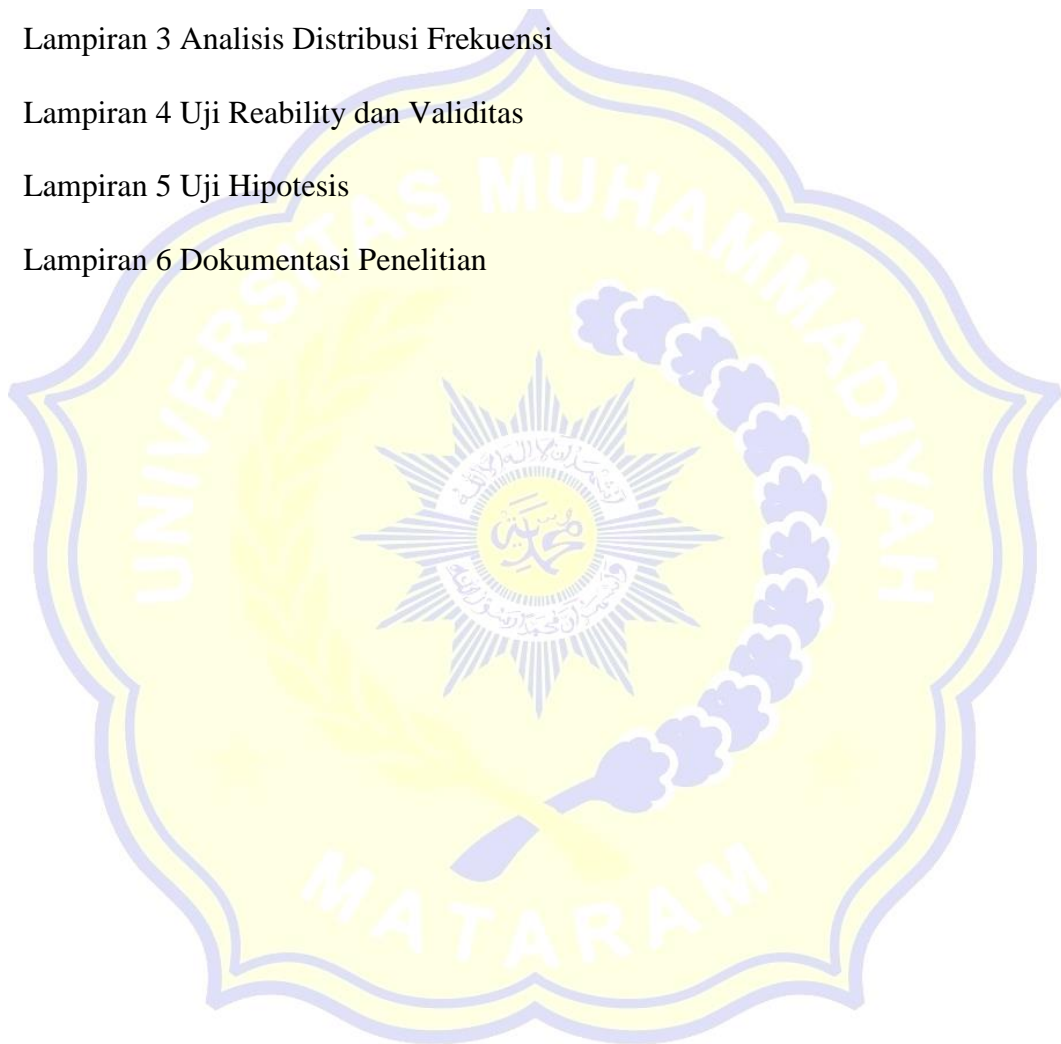 Lampiran 3 Analisis Distribusi Frekuensi
Lampiran 4 Uji Reability dan Validitas
Lampiran 5 Uji Hipotesis
Lampiran 6 Dokumentasi Penelitian
UNIVERSITAS MUHAMMADIYAH
MATARAM